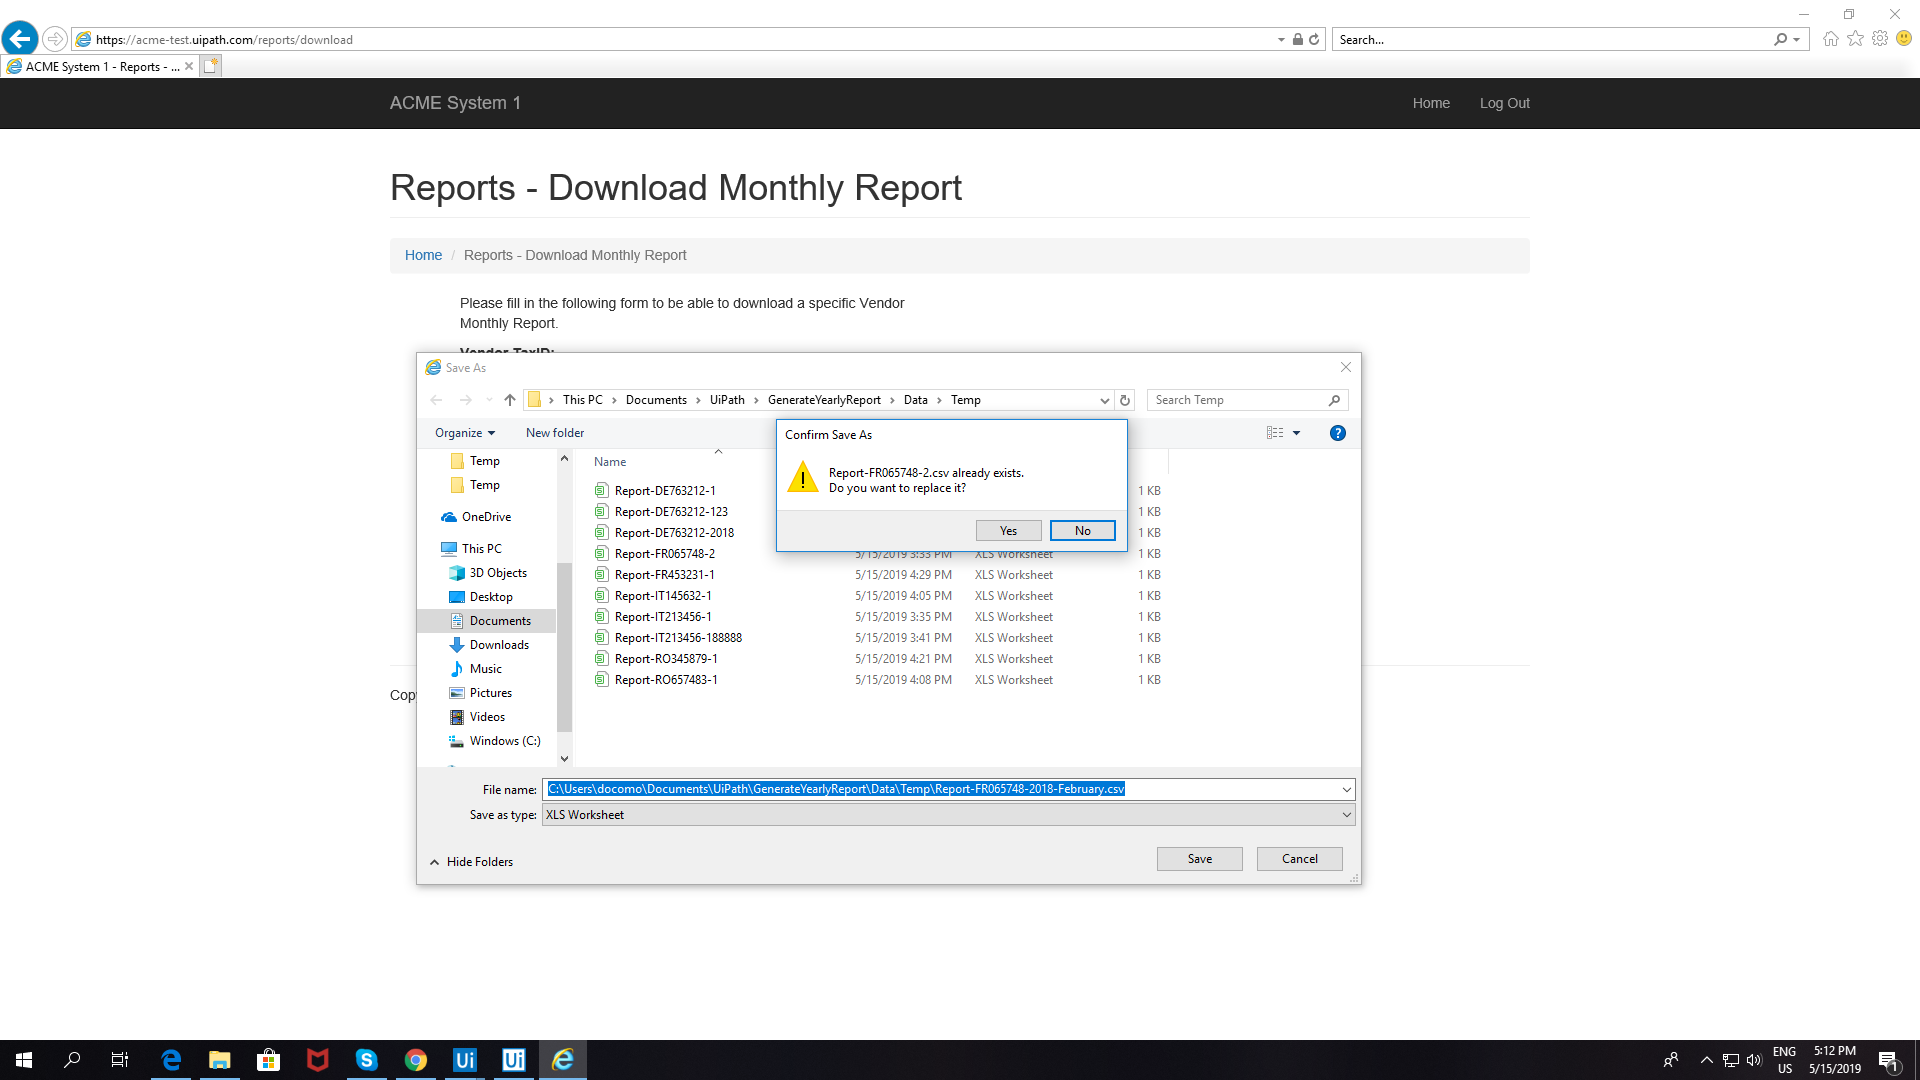 https://acme-test.uipath.com/reports/download
Search...
ACME System 1 - Reports - ...
ACME System 1
Home
Log Out
Reports - Download Monthly Report
Home / Reports - Download Monthly Report
Please fill in the following form to be able to download a specific Vendor
Monthly Report.
Vendor TaxID:
Save As
This PC > Documents > UiPath > GenerateYearlyReport > Data > Temp
Search Temp
Organize
New folder
Confirm Save As
Report-FR065748-2.csv already exists.
Do you want to replace it?
Yes
No
Temp
Temp
OneDrive
This PC
3D Objects
Desktop
Documents
Downloads
Music
Pictures
Videos
Windows (C:)
Name
Report-DE763212-1 1 KB
Report-DE763212-123 1 KB
Report-DE763212-2018 1 KB
Report-FR065748-2 5/15/2019 3:33 PM XLS Worksheet 1 KB
Report-FR453231-1 5/15/2019 4:29 PM XLS Worksheet 1 KB
Report-IT145632-1 5/15/2019 4:05 PM XLS Worksheet 1 KB
Report-IT213456-1 5/15/2019 3:35 PM XLS Worksheet 1 KB
Report-IT213456-188888 5/15/2019 3:41 PM XLS Worksheet 1 KB
Report-RO345879-1 5/15/2019 4:21 PM XLS Worksheet 1 KB
Report-RO657483-1 5/15/2019 4:08 PM XLS Worksheet 1 KB
Cop
File name: C:\Users\docomo\Documents\UiPath\GenerateYearlyReport\Data\Temp\Report-FR065748-2018-February.csv
Save as type: XLS Worksheet
Hide Folders
Save
Cancel
Ui
Ui
ENG
US
5:12 PM
5/15/2019
1